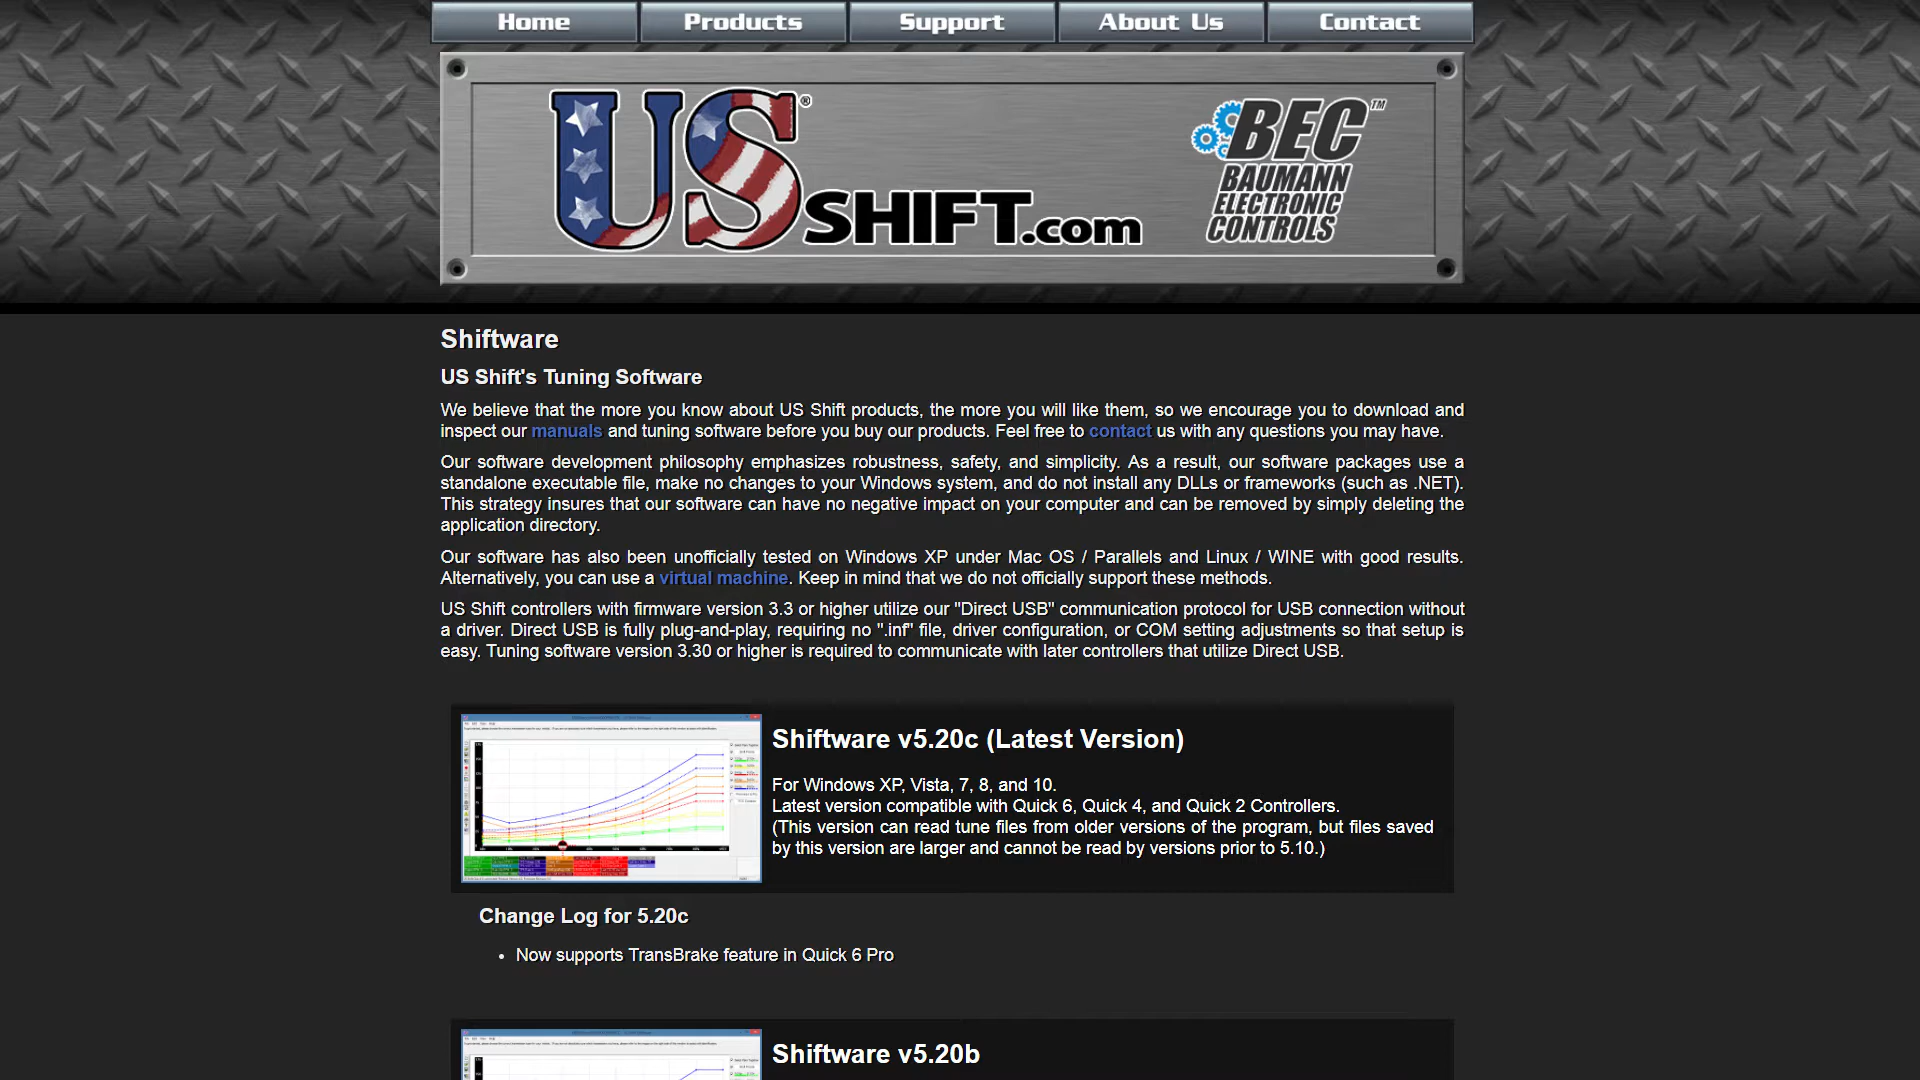 Home Products Support About Us Contact
US SHIFT.com ®
BEC ™
BAUMANN
ELECTRONIC
CONTROLS
Shiftware
US Shift's Tuning Software
We believe that the more you know about US Shift products, the more you will like them, so we encourage you to download and
inspect our manuals and tuning software before you buy our products. Feel free to contact us with any questions you may have.
Our software development philosophy emphasizes robustness, safety, and simplicity. As a result, our software packages use a
standalone executable file, make no changes to your Windows system, and do not install any DLLs or frameworks (such as .NET).
This strategy insures that our software can have no negative impact on your computer and can be removed by simply deleting the
application directory.
Our software has also been unofficially tested on Windows XP under Mac OS / Parallels and Linux / WINE with good results.
Alternatively, you can use a virtual machine. Keep in mind that we do not officially support these methods.
US Shift controllers with firmware version 3.3 or higher utilize our "Direct USB" communication protocol for USB connection without
a driver. Direct USB is fully plug-and-play, requiring no ".inf" file, driver configuration, or COM setting adjustments so that setup is
easy. Tuning software version 3.30 or higher is required to communicate with later controllers that utilize Direct USB.
Shiftware v5.20c (Latest Version)
For Windows XP, Vista, 7, 8, and 10.
Latest version compatible with Quick 6, Quick 4, and Quick 2 Controllers.
(This version can read tune files from older versions of the program, but files saved
by this version are larger and cannot be read by versions prior to 5.10.)
Change Log for 5.20c
• Now supports TransBrake feature in Quick 6 Pro
Shiftware v5.20b